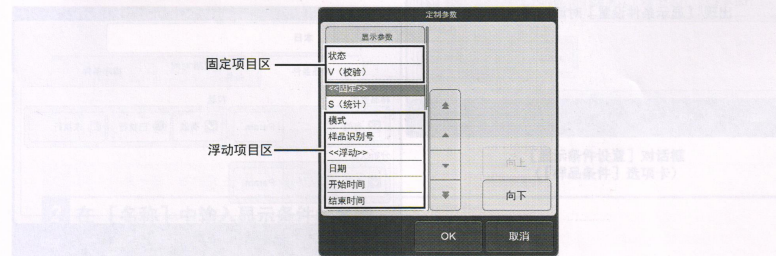 定制参数
显示参数
状态
V（校验）
<<固定>>
S（统计）
模式
样品识别号
<<浮动>>
日期
开始时间
结束时间
向上
向下
OK
取消
固定项目区
浮动项目区